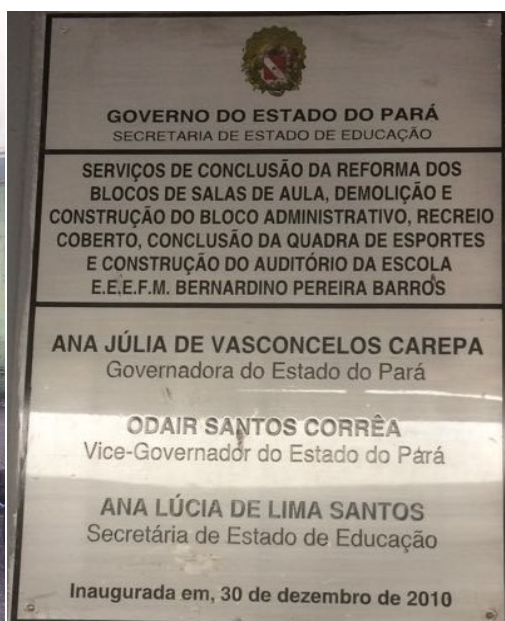 GOVERNO DO ESTADO DO PARÁ
SECRETARIA DE ESTADO DE EDUCAÇÃO
SERVIÇOS DE CONCLUSÃO DA REFORMA DOS
BLOCOS DE SALAS DE AULA, DEMOLIÇÃO E
CONSTRUÇÃO DO BLOCO ADMINISTRATIVO, RECREIO
COBERTO, CONCLUSÃO DA QUADRA DE ESPORTES
E CONSTRUÇÃO DO AUDITÓRIO DA ESCOLA
E.E.E.F.M. BERNARDINO PEREIRA BARROS
ANA JÚLIA DE VASCONCELOS CAREPA
Governadora do Estado do Pará
ODAIR SANTOS CORRÊA
Vice-Governador do Estado do Pará
ANA LÚCIA DE LIMA SANTOS
Secretária de Estado de Educação
Inaugurada em, 30 de dezembro de 2010